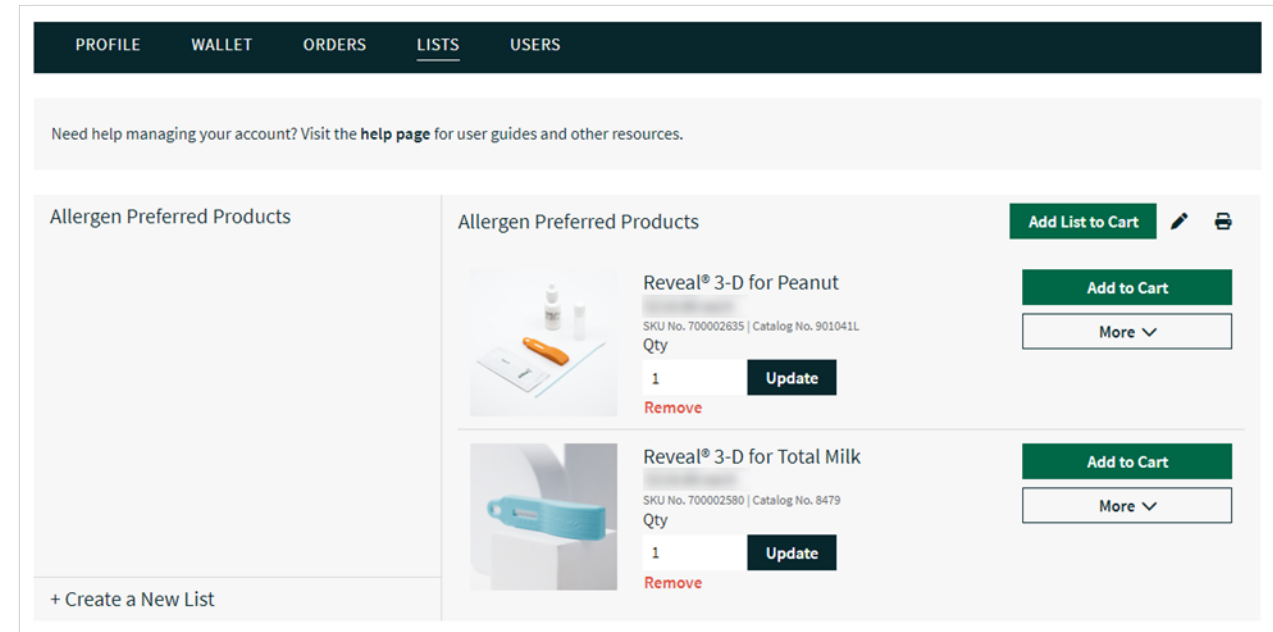 PROFILE WALLET ORDERS LISTS USERS
Need help managing your account? Visit the help page for user guides and other resources.
Allergen Preferred Products
+ Create a New List
Allergen Preferred Products
Add List to Cart
Reveal® 3-D for Peanut
SKU No. 700002635 | Catalog No. 901041L
Qty
1 Update
Remove
Add to Cart
More
Reveal® 3-D for Total Milk
SKU No. 700002580 | Catalog No. 8479
Qty
1 Update
Remove
Add to Cart
More